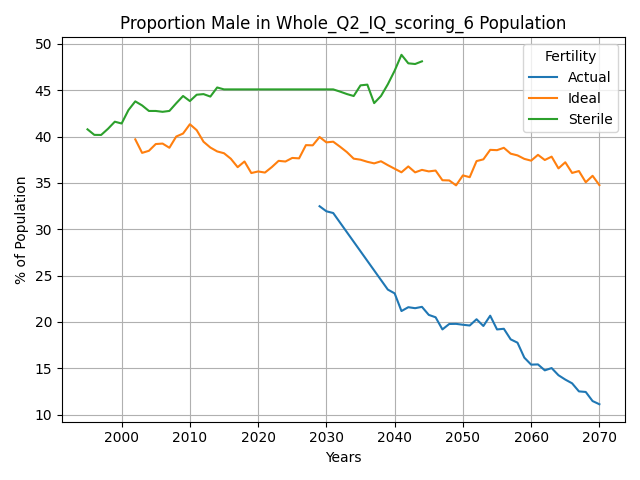 Proportion Male in Whole_Q2_IQ_scoring_6 Population
50
45
40
35
30
25
20
15
10
% of Population
Fertility
Actual
Ideal
Sterile
2000 2010 2020 2030 2040 2050 2060 2070
Years